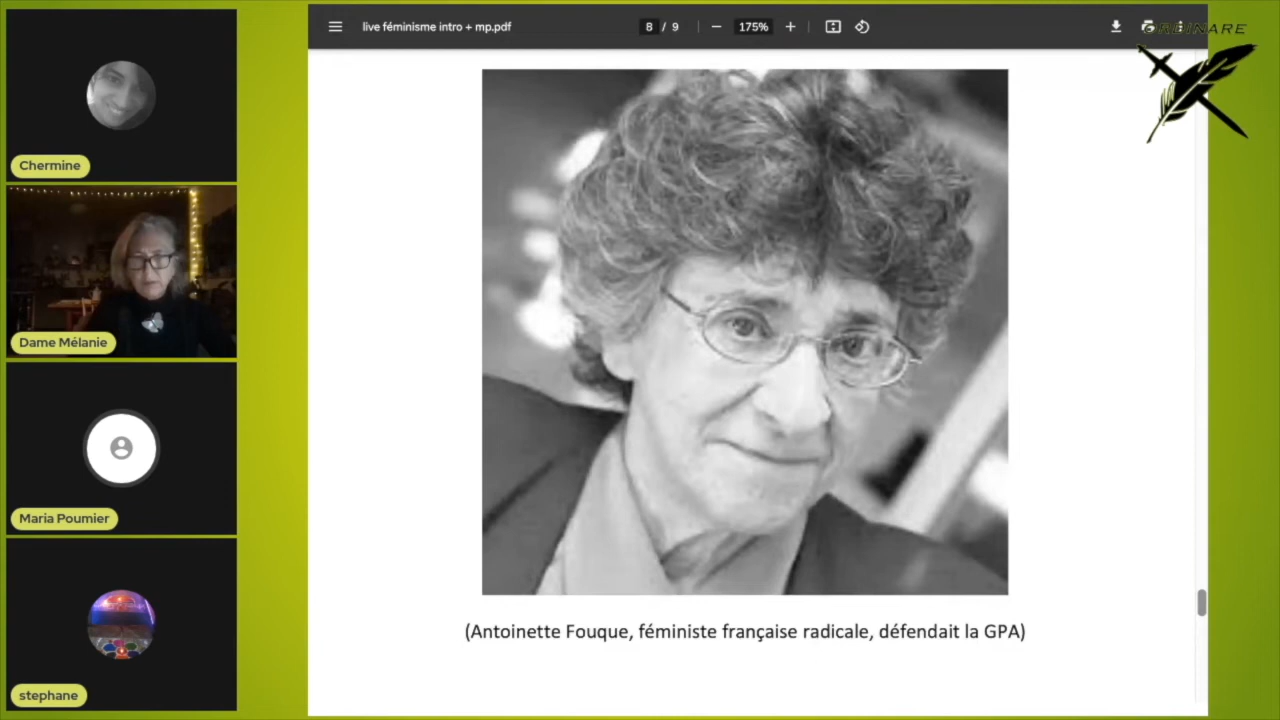 live féminisme intro + mp.pdf
8 / 9
175%
ORDINARE
Chermine
Dame Mélanie
Maria Poumier
stephane
(Antoinette Fouque, féministe française radicale, défendait la GPA)